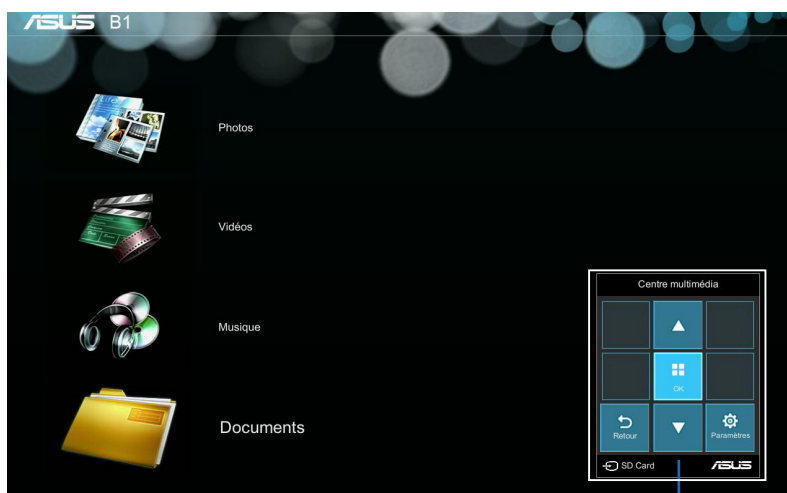 ASUS B1
Photos
Vidéos
Musique
Documents
Centre multimédia
OK
Retour
Paramètres
SD Card
ASUS